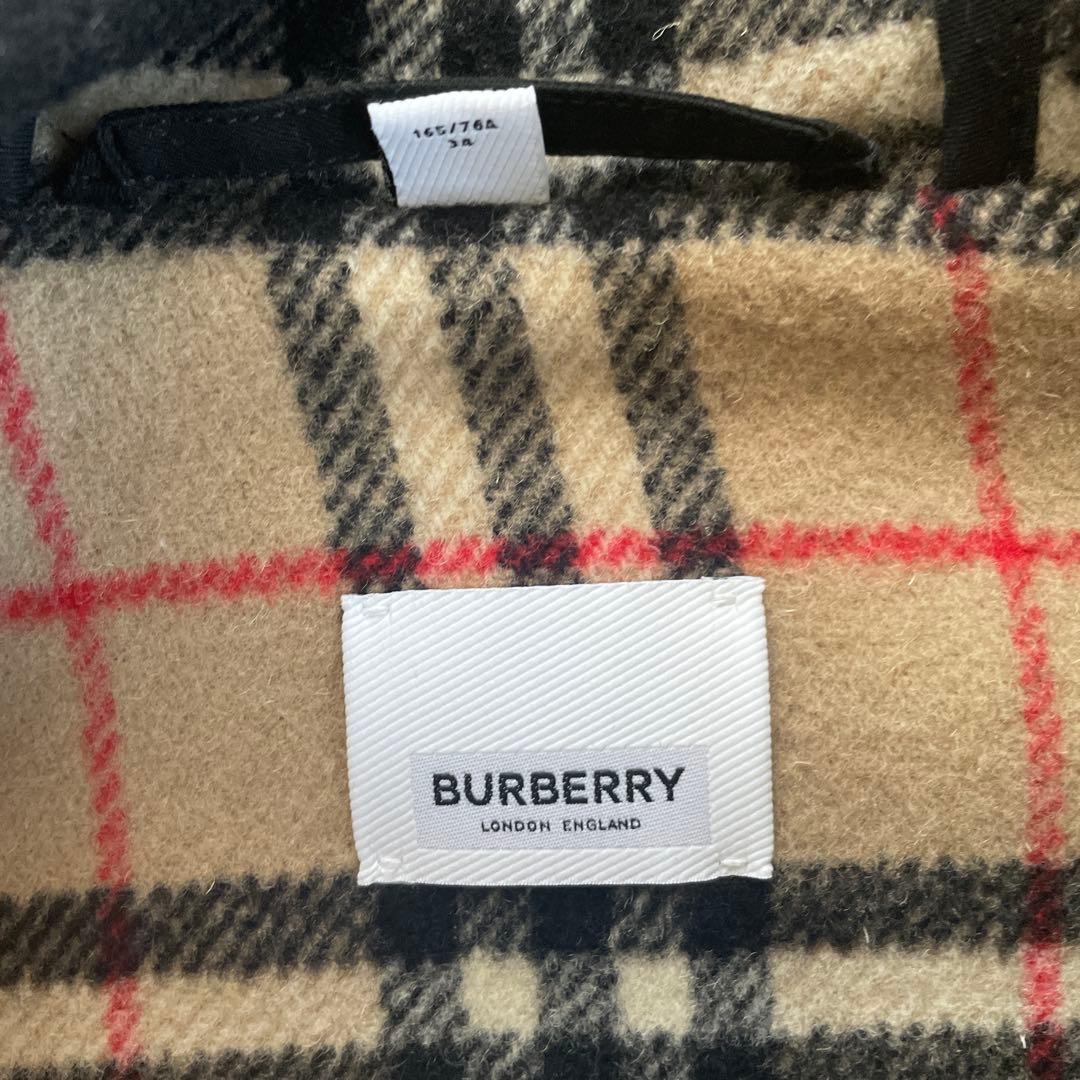 165/76A
34
BURBERRY
LONDON ENGLAND